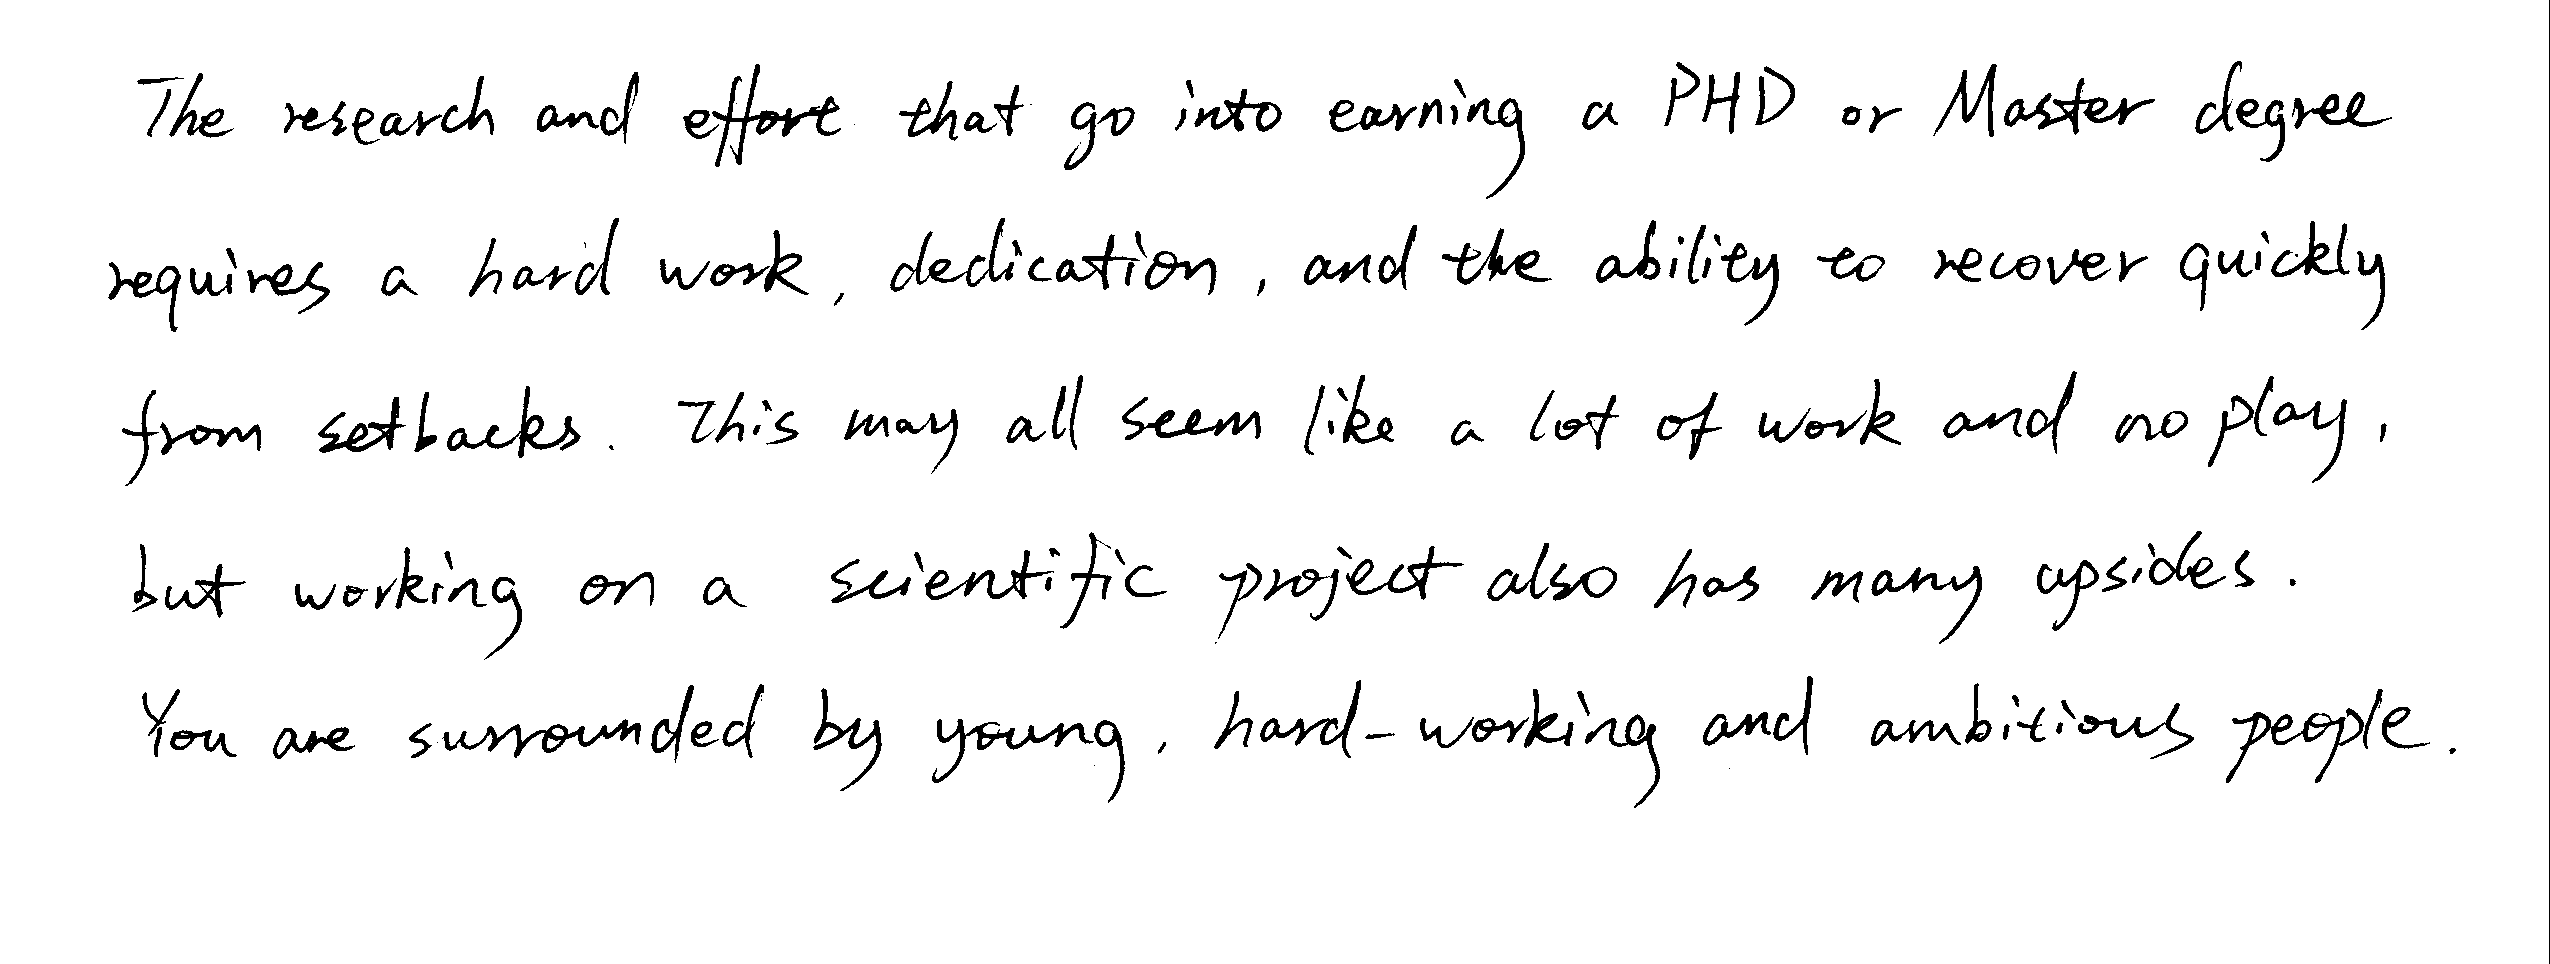 The research and effort that go into earning a PHD or Master degree
requires a hard work, dedication, and the ability to recover quickly
from setbacks. This may all seem like a lot of work and no play,
but working on a scientific project also has many upsides.
You are surrounded by young, hard-working and ambitious people.